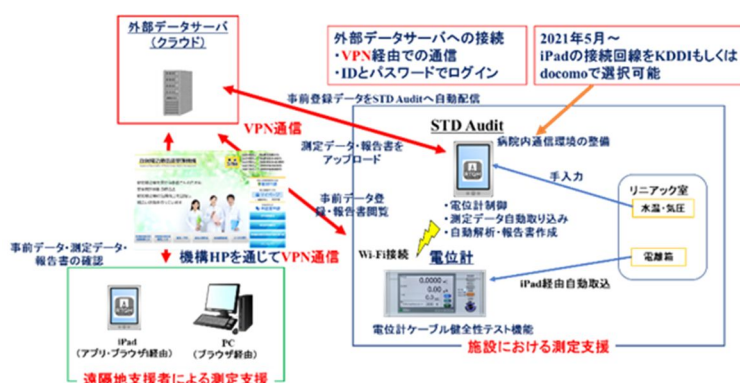 外部データサーバ
(クラウド)
外部データサーバへの接続
・VPN経由での通信
・IDとパスワードでログイン
2021年5月～
iPadの接続回線をKDDIもしくは
docomoで選択可能
事前登録データをSTD Auditへ自動配信
VPN通信
測定データ・報告書を
アップロード
STD Audit
病院内通信環境の整備
手入力
リニアック室
水温・気圧
電離箱
・電位計制御
・測定データ自動取り込み
・自動解析・報告書作成
事前データ登
録・報告書閲覧
Wi-Fi接続
電位計
iPad経由自動取込
0.0000
電位計ケーブル健全性テスト機能
施設における測定支援
事前データ・測定データ・
報告書の確認
機構HPを通じてVPN通信
iPad
(アプリ・ブラウザ経由)
PC
(ブラウザ経由)
遠隔地支援者による測定支援